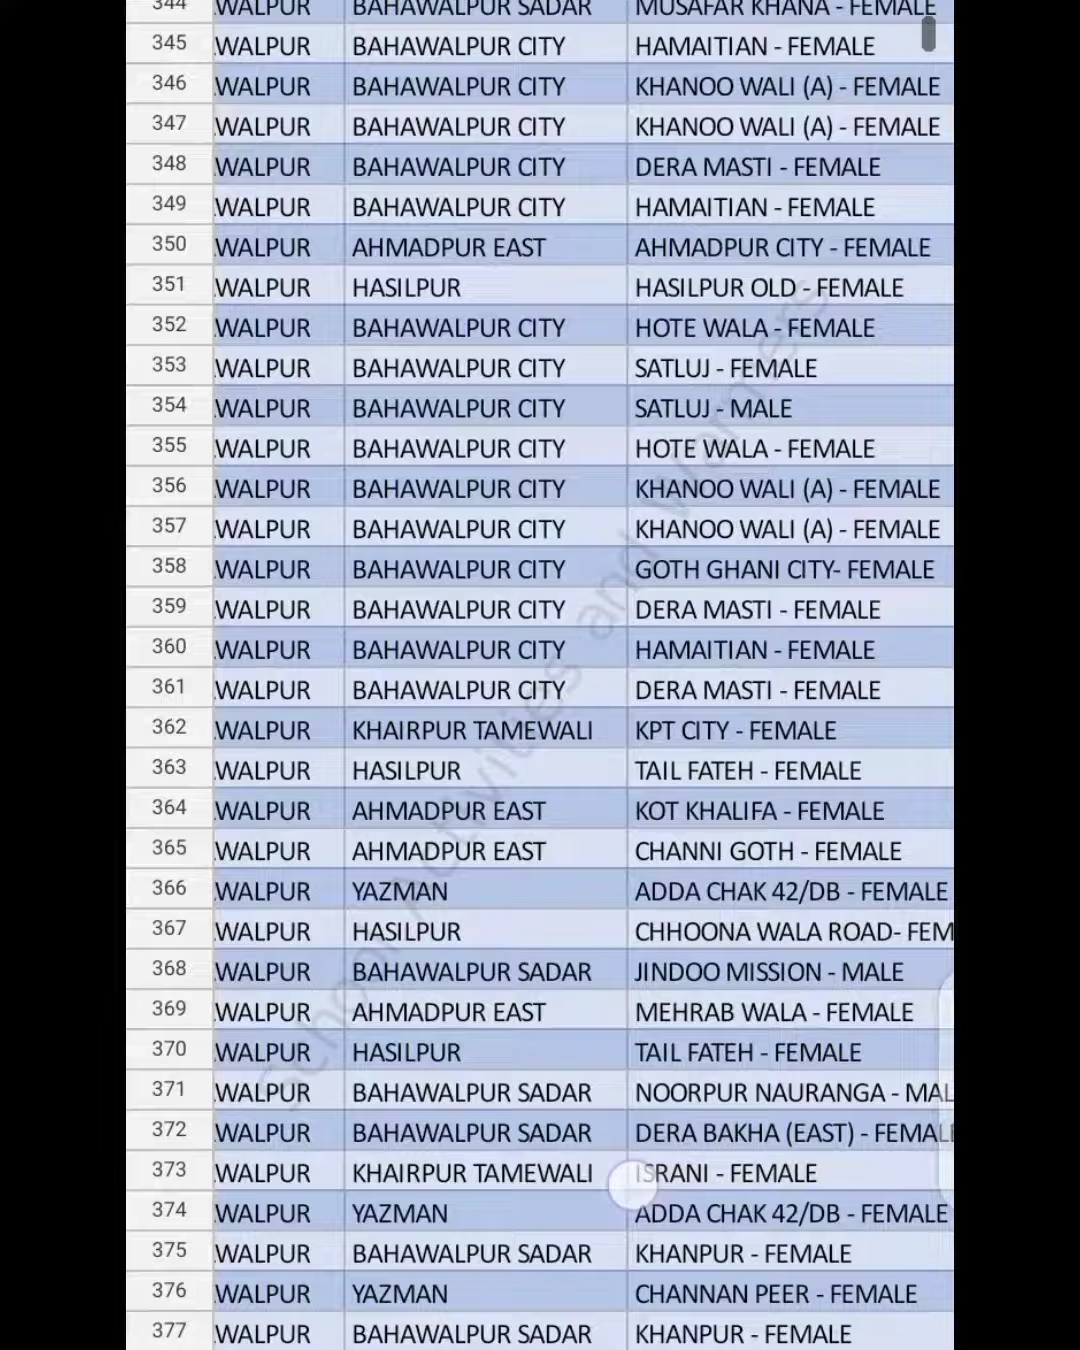 344 WALPUR BAHAWALPUR SADAR MUSAFAR KHANA - FEMALE
345 WALPUR BAHAWALPUR CITY HAMAITIAN - FEMALE
346 WALPUR BAHAWALPUR CITY KHANOO WALI (A) - FEMALE
347 WALPUR BAHAWALPUR CITY KHANOO WALI (A) - FEMALE
348 WALPUR BAHAWALPUR CITY DERA MASTI - FEMALE
349 WALPUR BAHAWALPUR CITY HAMAITIAN - FEMALE
350 WALPUR AHMADPUR EAST AHMADPUR CITY - FEMALE
351 WALPUR HASILPUR HASILPUR OLD - FEMALE
352 WALPUR BAHAWALPUR CITY HOTE WALA - FEMALE
353 WALPUR BAHAWALPUR CITY SATLUJ - FEMALE
354 WALPUR BAHAWALPUR CITY SATLUJ - MALE
355 WALPUR BAHAWALPUR CITY HOTE WALA - FEMALE
356 WALPUR BAHAWALPUR CITY KHANOO WALI (A) - FEMALE
357 WALPUR BAHAWALPUR CITY KHANOO WALI (A) - FEMALE
358 WALPUR BAHAWALPUR CITY GOTH GHANI CITY- FEMALE
359 WALPUR BAHAWALPUR CITY DERA MASTI - FEMALE
360 WALPUR BAHAWALPUR CITY HAMAITIAN - FEMALE
361 WALPUR BAHAWALPUR CITY DERA MASTI - FEMALE
362 WALPUR KHAIRPUR TAMEWALI KPT CITY - FEMALE
363 WALPUR HASILPUR TAIL FATEH - FEMALE
364 WALPUR AHMADPUR EAST KOT KHALIFA - FEMALE
365 WALPUR AHMADPUR EAST CHANNI GOTH - FEMALE
366 WALPUR YAZMAN ADDA CHAK 42/DB - FEMALE
367 WALPUR HASILPUR CHHOONA WALA ROAD- FEM
368 WALPUR BAHAWALPUR SADAR JINDOO MISSION - MALE
369 WALPUR AHMADPUR EAST MEHRAB WALA - FEMALE
370 WALPUR HASILPUR TAIL FATEH - FEMALE
371 WALPUR BAHAWALPUR SADAR NOORPUR NAURANGA - MAL
372 WALPUR BAHAWALPUR SADAR DERA BAKHA (EAST) - FEMALE
373 WALPUR KHAIRPUR TAMEWALI ISRANI - FEMALE
374 WALPUR YAZMAN ADDA CHAK 42/DB - FEMALE
375 WALPUR BAHAWALPUR SADAR KHANPUR - FEMALE
376 WALPUR YAZMAN CHANNAN PEER - FEMALE
377 WALPUR BAHAWALPUR SADAR KHANPUR - FEMALE
School Activities and